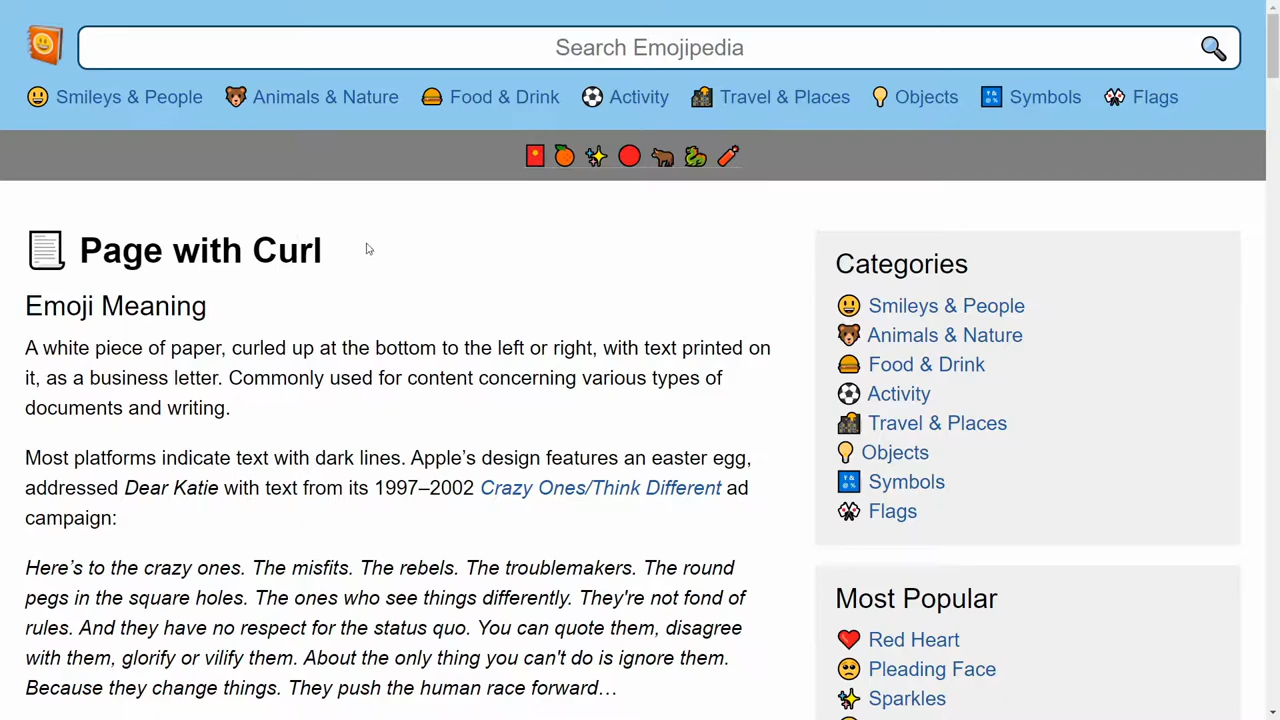 Search Emojipedia
Smileys & People Animals & Nature Food & Drink Activity Travel & Places Objects Symbols Flags
Page with Curl
Emoji Meaning
A white piece of paper, curled up at the bottom to the left or right, with text printed on
it, as a business letter. Commonly used for content concerning various types of
documents and writing.
Most platforms indicate text with dark lines. Apple’s design features an easter egg,
addressed Dear Katie with text from its 1997–2002 Crazy Ones/Think Different ad
campaign:
Here’s to the crazy ones. The misfits. The rebels. The troublemakers. The round
pegs in the square holes. The ones who see things differently. They're not fond of
rules. And they have no respect for the status quo. You can quote them, disagree
with them, glorify or vilify them. About the only thing you can't do is ignore them.
Because they change things. They push the human race forward…
Categories
Smileys & People
Animals & Nature
Food & Drink
Activity
Travel & Places
Objects
Symbols
Flags
Most Popular
Red Heart
Pleading Face
Sparkles